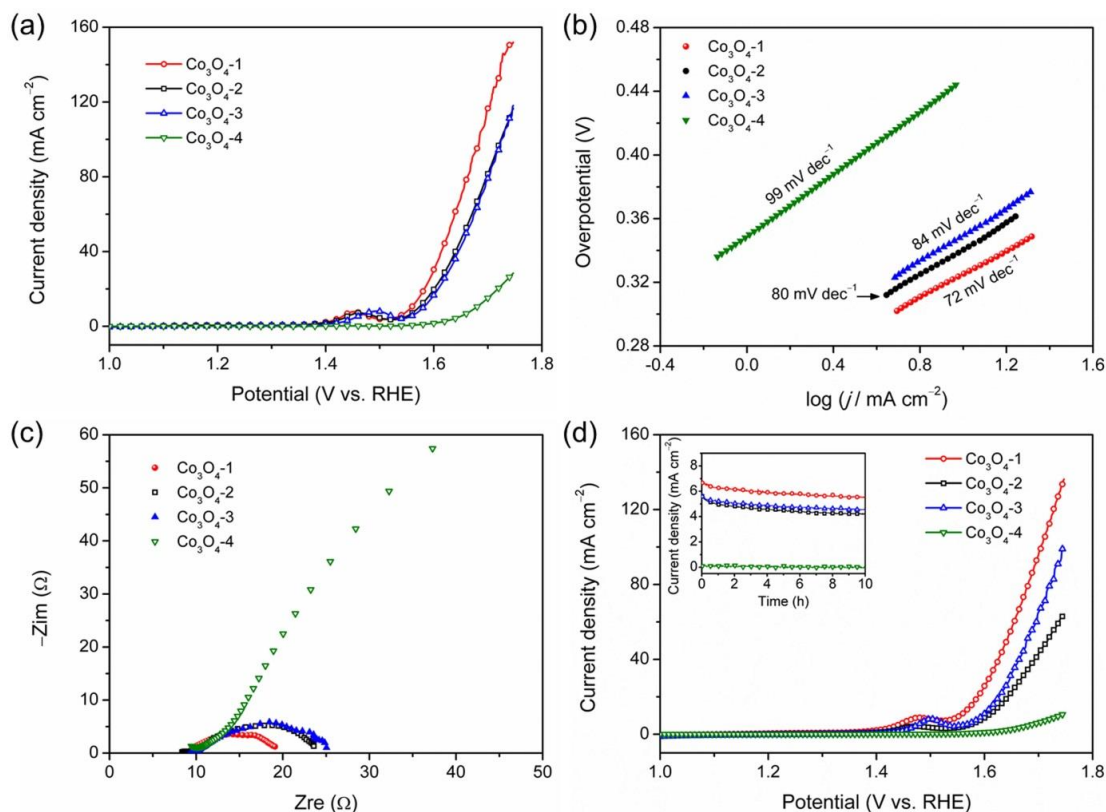 (a)
160
120
80
40
0
Current density (mA cm⁻²)
Co₃O₄-1
Co₃O₄-2
Co₃O₄-3
Co₃O₄-4
1.0 1.2 1.4 1.6 1.8
Potential (V vs. RHE)
(b)
0.44
0.40
0.36
0.32
0.28
Overpotential (V)
Co₃O₄-1
Co₃O₄-2
Co₃O₄-3
Co₃O₄-4
99 mV dec⁻¹
84 mV dec⁻¹
80 mV dec⁻¹
72 mV dec⁻¹
-0.4 0.0 0.4 0.8 1.2 1.6
log (j / mA cm⁻²)
(c)
60
50
40
30
20
10
0
−Zim (Ω)
Co₃O₄-1
Co₃O₄-2
Co₃O₄-3
Co₃O₄-4
0 10 20 30 40 50
Zre (Ω)
(d)
160
120
80
40
0
Current density (mA cm⁻²)
8
6
4
2
0
Current density (mA cm⁻²)
0 2 4 6 8 10
Time (h)
Co₃O₄-1
Co₃O₄-2
Co₃O₄-3
Co₃O₄-4
1.0 1.2 1.4 1.6 1.8
Potential (V vs. RHE)